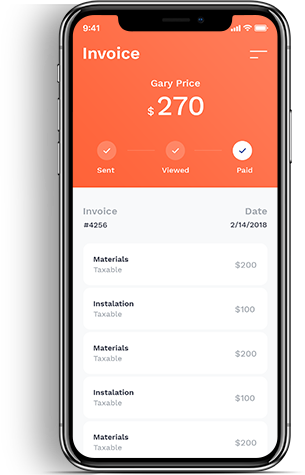 9:41
Invoice
Gary Price
$ 270
Sent Viewed Paid
Invoice Date
#4256 2/14/2018
Materials
Taxable $200
Instalation
Taxable $100
Materials
Taxable $200
Instalation
Taxable $100
Materials
Taxable $200